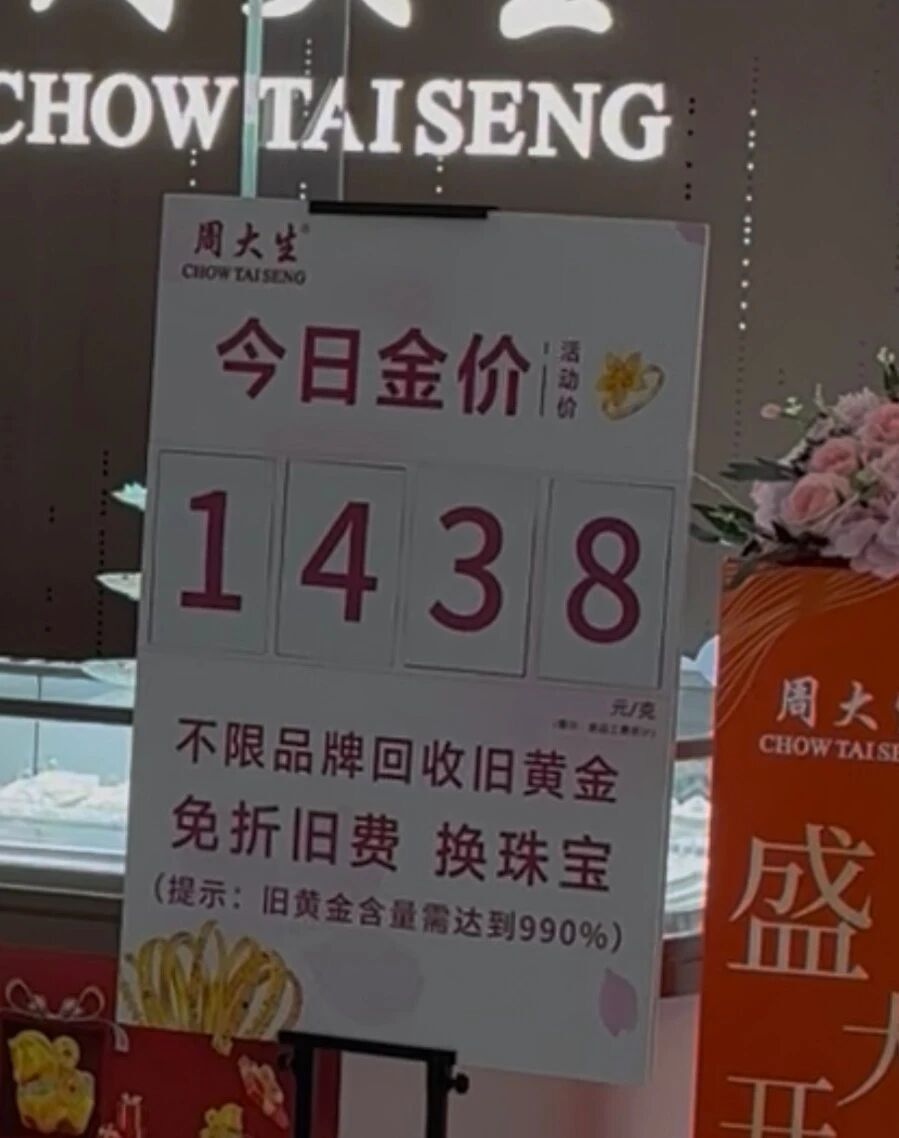 CHOW TAI SENG
周大生®
CHOW TAI SENG
今日金价
活动价
1438
元/克
不限品牌回收旧黄金
免折旧费 换珠宝
(提示：旧黄金含量需达到990%)
周大
CHOW TAI SE
盛
大
开